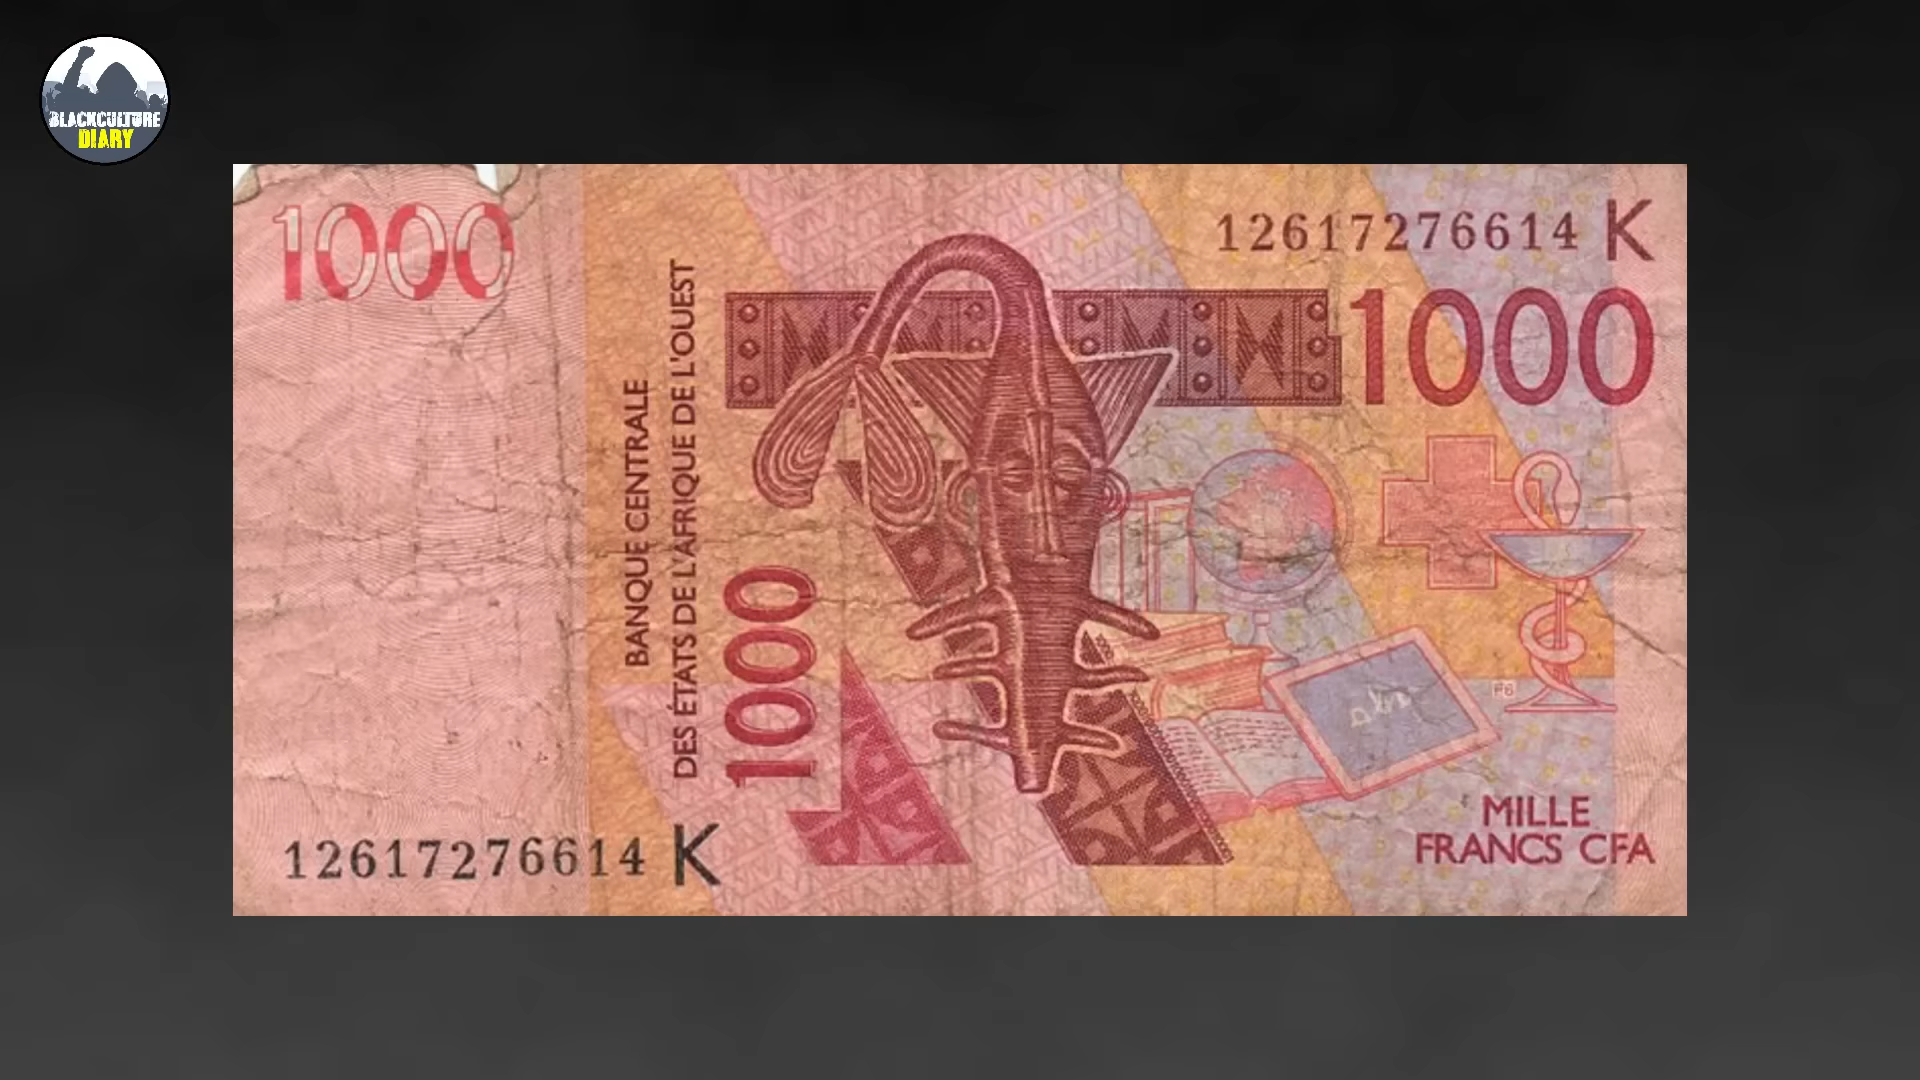 BLACKCULTURE
DIARY
1000
12617276614 K
1000
BANQUE CENTRALE
DES ÉTATS DE L'AFRIQUE DE L'OUEST
1000
MILLE
FRANCS CFA
12617276614 K